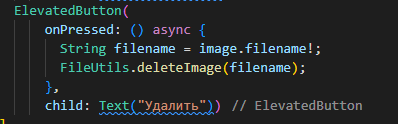 ElevatedButton(
onPressed: () async {
String filename = image.filename!;
FileUtils.deleteImage(filename);
},
child: Text("Удалить")) // ElevatedButton